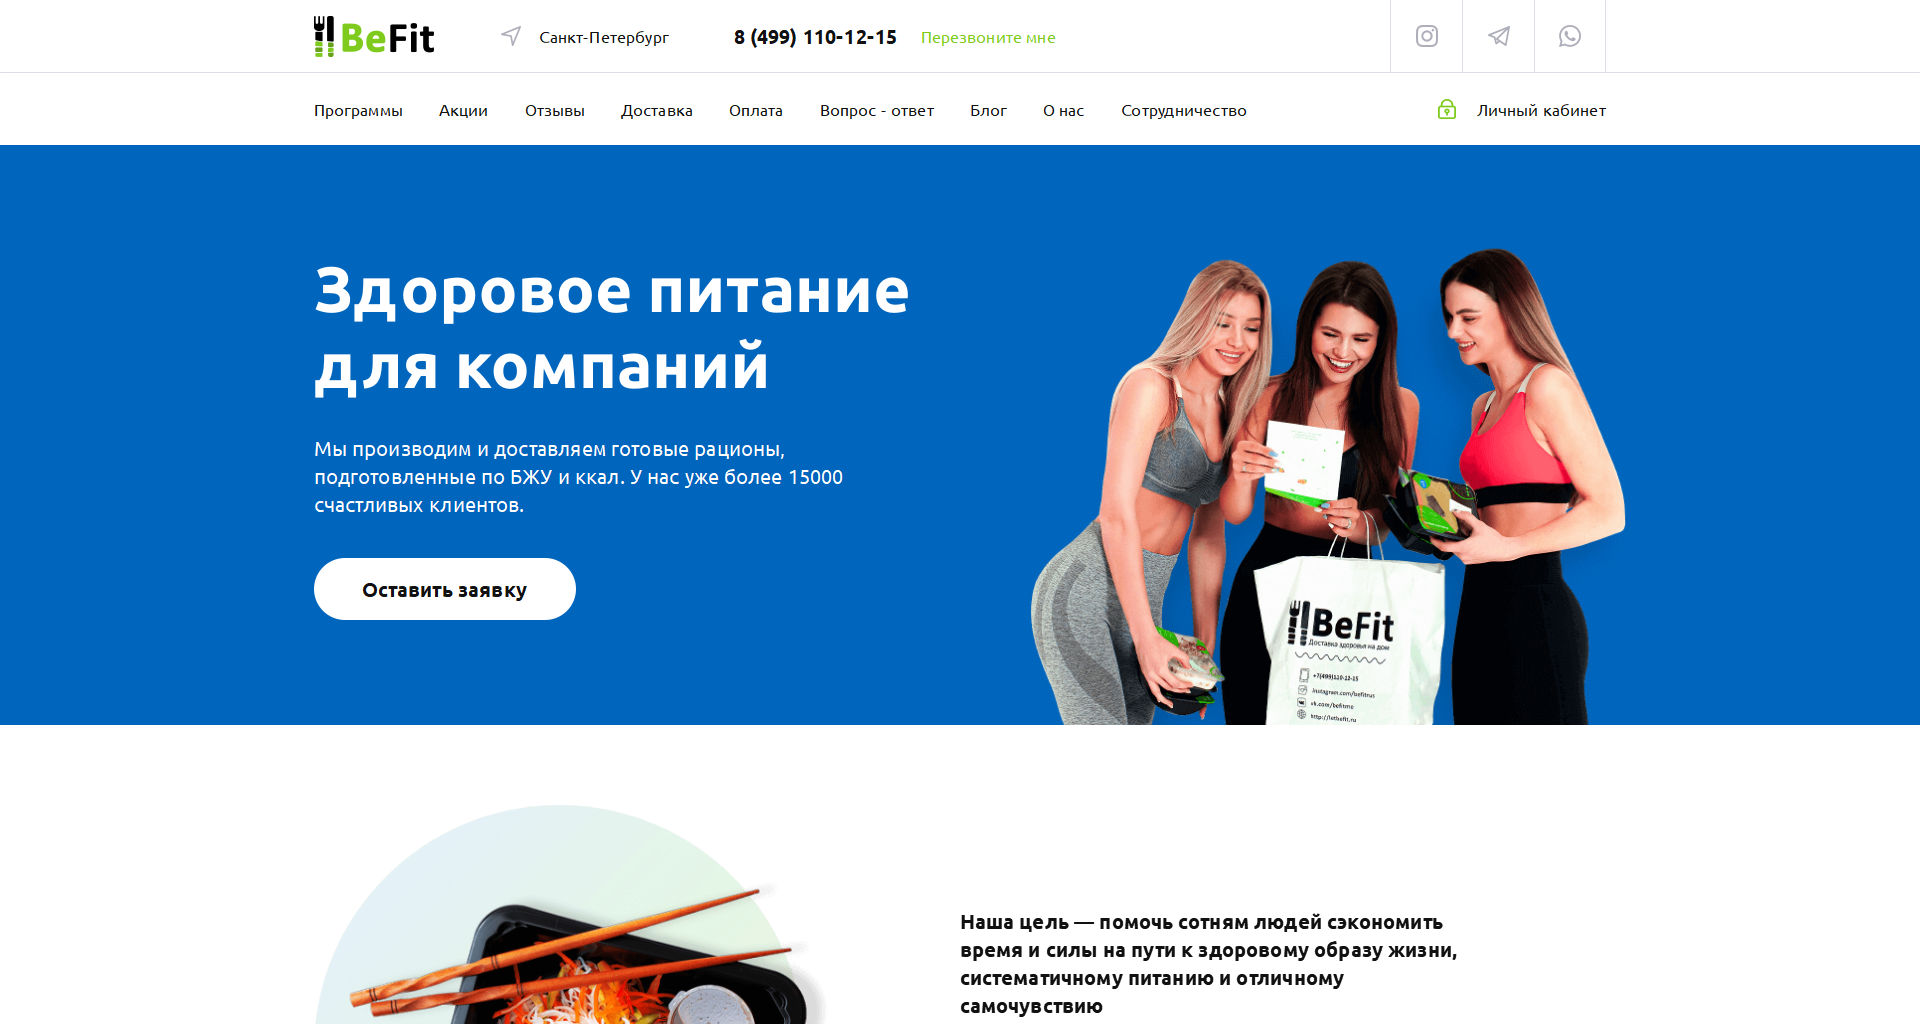 BeFit
Санкт-Петербург
8 (499) 110-12-15
Перезвоните мне
Программы
Акции
Отзывы
Доставка
Оплата
Вопрос - ответ
Блог
О нас
Сотрудничество
Личный кабинет
Здоровое питание
для компаний
Мы производим и доставляем готовые рационы,
подготовленные по БЖУ и ккал. У нас уже более 15000
счастливых клиентов.
Оставить заявку
BeFit
Доставка здоровья на дом
+7(499)110-12-15
instagram.com/befitrus
vk.com/befitmo
http://letbefit.ru
Наша цель — помочь сотням людей сэкономить
время и силы на пути к здоровому образу жизни,
систематичному питанию и отличному
самочувствию